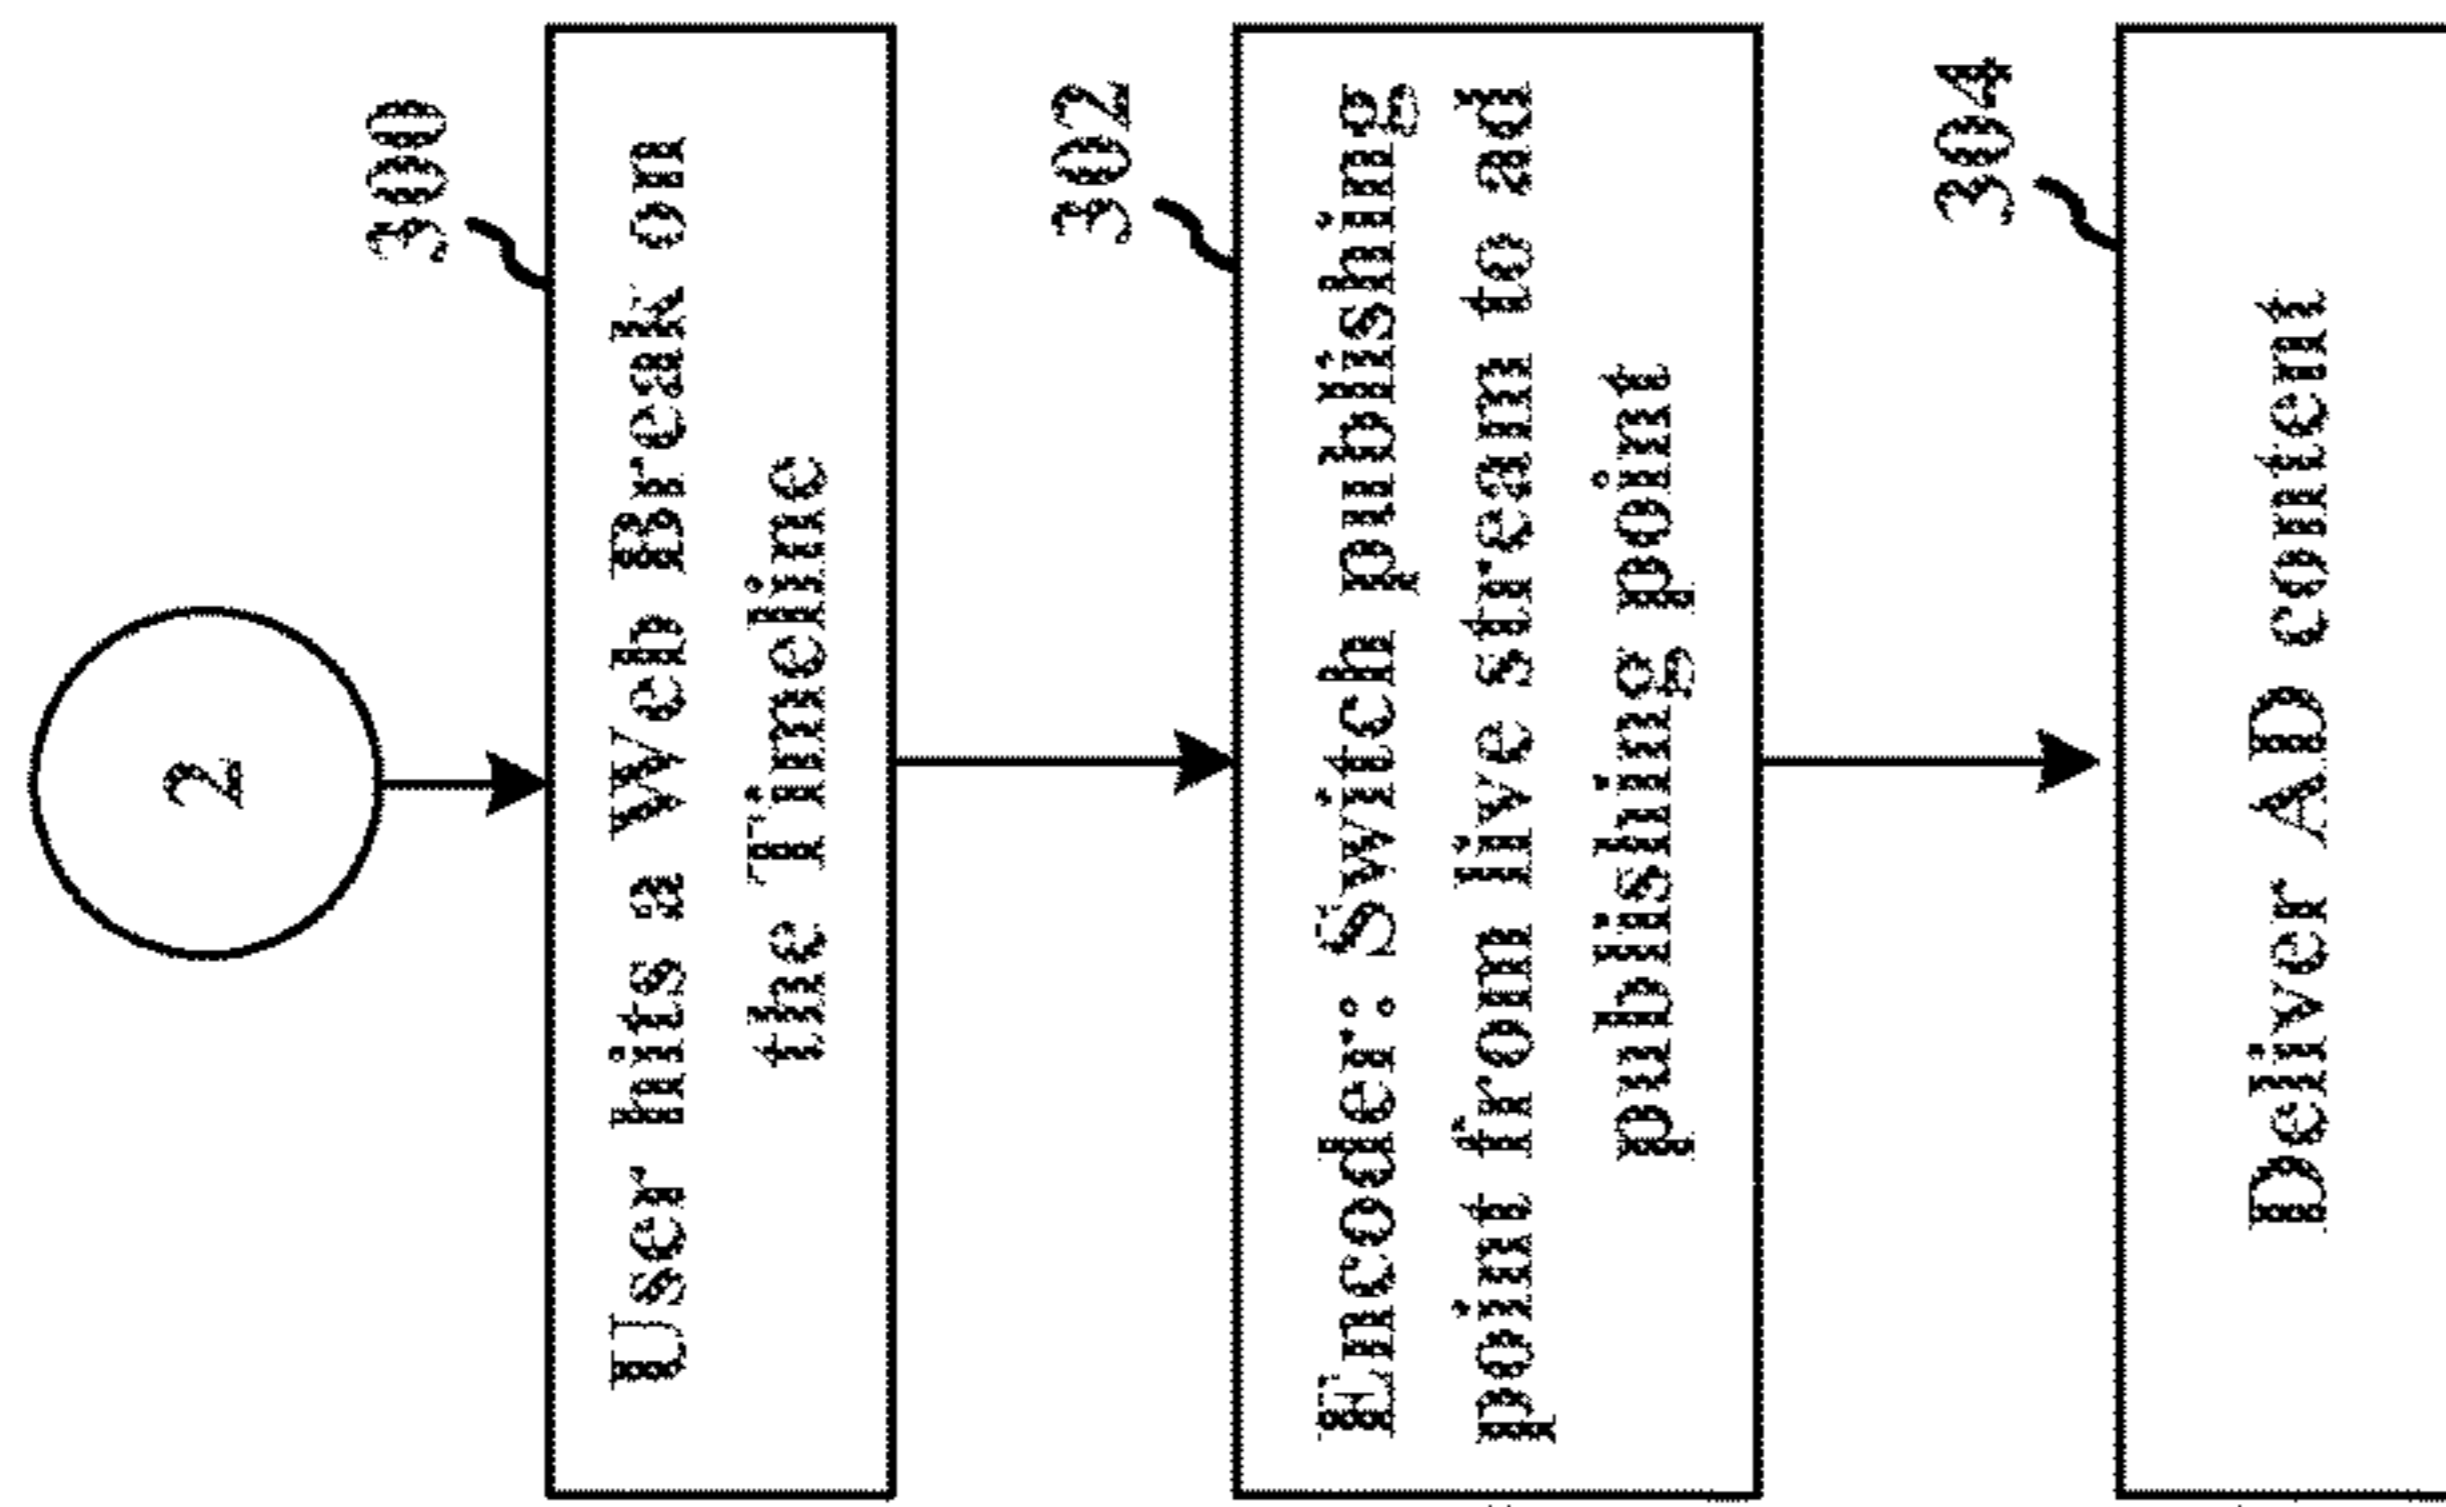 2
300
User hits a Web Break on
the Timeline
302
Encoder: Switch publishing
point from live stream to ad
publishing point
304
Deliver AD content